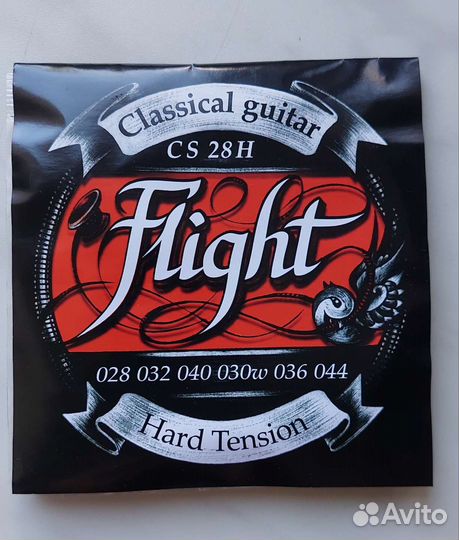 Classical guitar
CS 28H
Flight
028 032 040 030w 036 044
Hard Tension
Avito